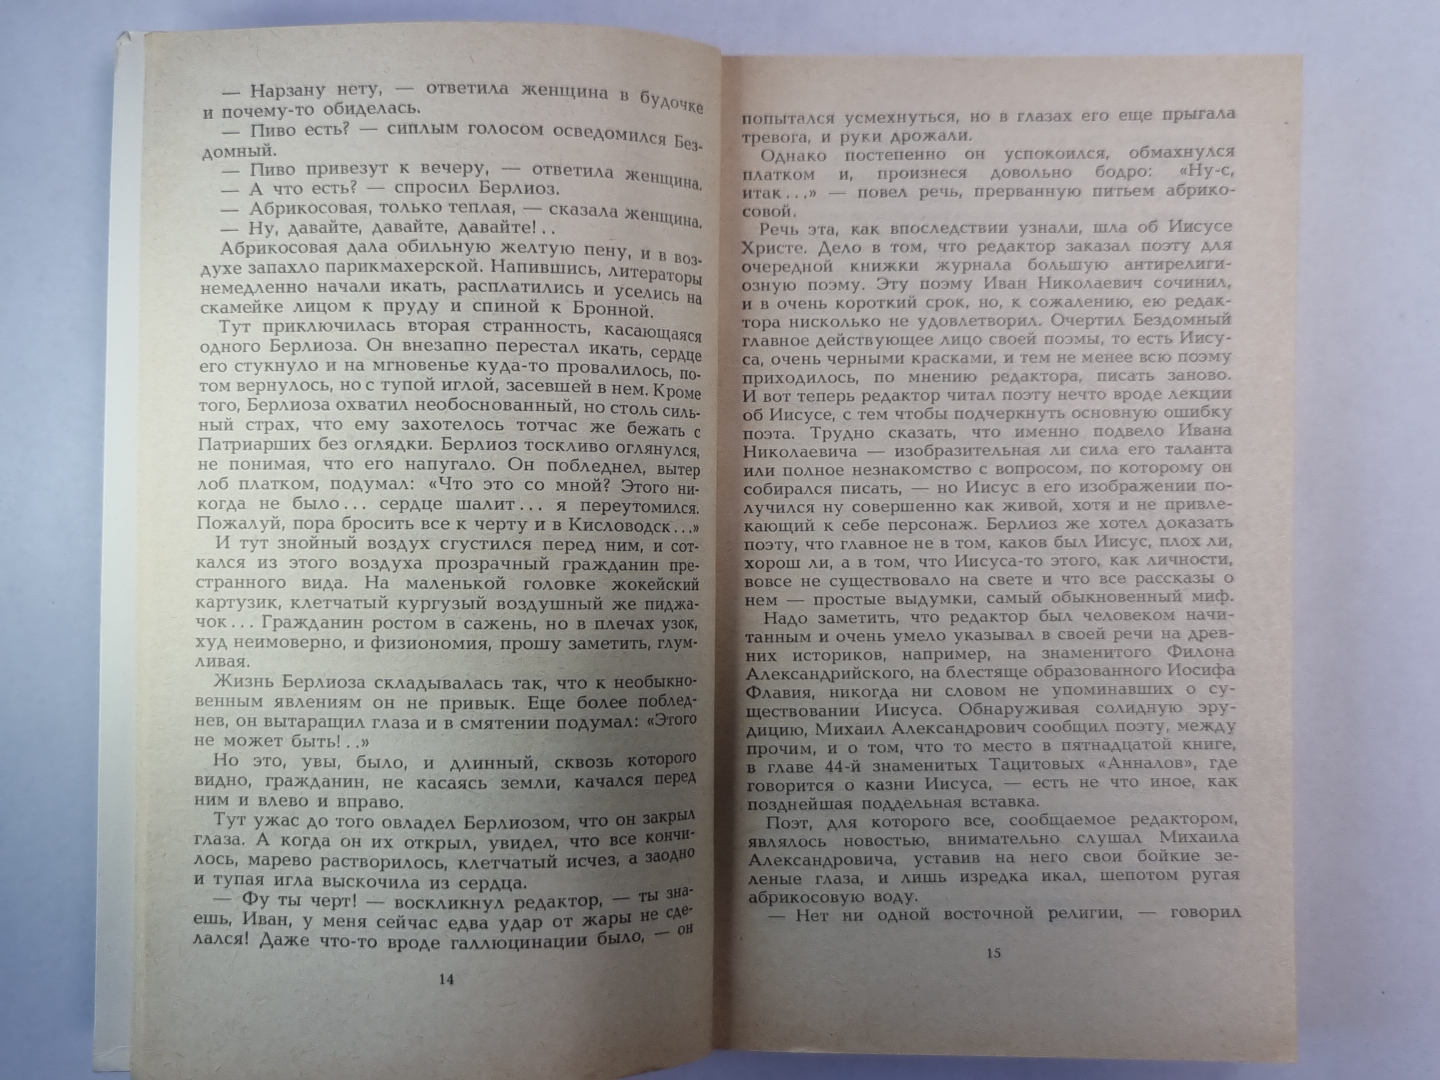 — Нарзану нету, — ответила женщина в будочке
и почему-то обиделась.
— Пиво есть? — сиплым голосом осведомился Без-
домный.
— Пиво привезут к вечеру, — ответила женщина.
— А что есть? — спросил Берлиоз.
— Абрикосовая, только теплая, — сказала женщина.
— Ну, давайте, давайте, давайте!..
Абрикосовая дала обильную желтую пену, и в воз-
духе запахло парикмахерской. Напившись, литераторы
немедленно начали икать, расплатились и уселись на
скамейке лицом к пруду и спиной к Бронной.
Тут приключилась вторая странность, касающаяся
одного Берлиоза. Он внезапно перестал икать, сердце
его стукнуло и на мгновенье куда-то провалилось, по-
том вернулось, но с тупой иглой, засевшей в нем. Кроме
того, Берлиоза охватил необоснованный, но столь силь-
ный страх, что ему захотелось тотчас же бежать с
Патриарших без оглядки. Берлиоз тоскливо оглянулся,
не понимая, что его напугало. Он побледнел, вытер
лоб платком, подумал: «Что это со мной? Этого ни-
когда не было... сердце шалит... я переутомился.
Пожалуй, пора бросить все к черту и в Кисловодск...»
И тут знойный воздух сгустился перед ним, и сот-
кался из этого воздуха прозрачный гражданин пре-
странного вида. На маленькой головке жокейский
картузик, клетчатый кургузый воздушный же пиджа-
чок... Гражданин ростом в сажень, но в плечах узок,
худ неимоверно, и физиономия, прошу заметить, глум-
ливая.
Жизнь Берлиоза складывалась так, что к необыкно-
венным явлениям он не привык. Еще более поблед-
нев, он вытаращил глаза и в смятении подумал: «Этого
не может быть!..»
Но это, увы, было, и длинный, сквозь которого
видно, гражданин, не касаясь земли, качался перед
ним и влево и вправо.
Тут ужас до того овладел Берлиозом, что он закрыл
глаза. А когда он их открыл, увидел, что все кончи-
лось, марево растворилось, клетчатый исчез, а заодно
и тупая игла выскочила из сердца.
— Фу ты черт! — воскликнул редактор, — ты зна-
ешь, Иван, у меня сейчас едва удар от жары не сде-
лался! Даже что-то вроде галлюцинации было, — он
14
попытался усмехнуться, но в глазах его еще прыгала
тревога, и руки дрожали.
Однако постепенно он успокоился, обмахнулся
платком и, произнеся довольно бодро: «Ну-с,
итак...» — повел речь, прерванную питьем абрико-
совой.
Речь эта, как впоследствии узнали, шла об Иисусе
Христе. Дело в том, что редактор заказал поэту для
очередной книжки журнала большую антирелиги-
озную поэму. Эту поэму Иван Николаевич сочинил,
и в очень короткий срок, но, к сожалению, ею редак-
тора нисколько не удовлетворил. Очертил Бездомный
главное действующее лицо своей поэмы, то есть Иису-
са, очень черными красками, и тем не менее всю поэму
приходилось, по мнению редактора, писать заново.
И вот теперь редактор читал поэту нечто вроде лекции
об Иисусе, с тем чтобы подчеркнуть основную ошибку
поэта. Трудно сказать, что именно подвело Ивана
Николаевича — изобразительная ли сила его таланта
или полное незнакомство с вопросом, по которому он
собирался писать, — но Иисус в его изображении по-
лучился ну совершенно как живой, хотя и не привле-
кающий к себе персонаж. Берлиоз же хотел доказать
поэту, что главное не в том, каков был Иисус, плох ли,
хорош ли, а в том, что Иисуса-то этого, как личности,
вовсе не существовало на свете и что все рассказы о
нем — простые выдумки, самый обыкновенный миф.
Надо заметить, что редактор был человеком начи-
танным и очень умело указывал в своей речи на древ-
них историков, например, на знаменитого Филона
Александрийского, на блестяще образованного Иосифа
Флавия, никогда ни словом не упоминавших о су-
ществовании Иисуса. Обнаруживая солидную эру-
дицию, Михаил Александрович сообщил поэту, между
прочим, и о том, что то место в пятнадцатой книге,
в главе 44-й знаменитых Тацитовых «Анналов», где
говорится о казни Иисуса, — есть не что иное, как
позднейшая поддельная вставка.
Поэт, для которого все, сообщаемое редактором,
являлось новостью, внимательно слушал Михаила
Александровича, уставив на него свои бойкие зе-
леные глаза, и лишь изредка икал, шепотом ругая
абрикосовую воду.
— Нет ни одной восточной религии, — говорил
15